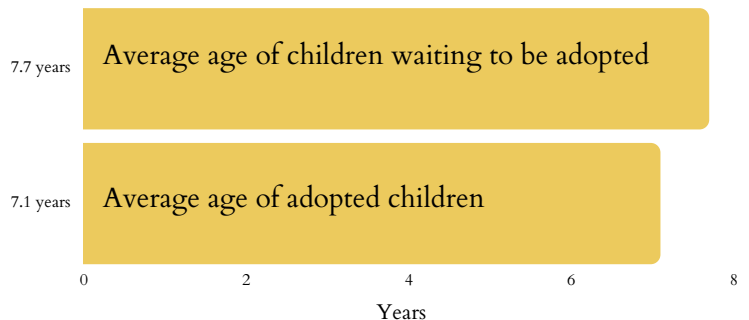 7.7 years
Average age of children waiting to be adopted
7.1 years
Average age of adopted children
0 2 4 6 8
Years